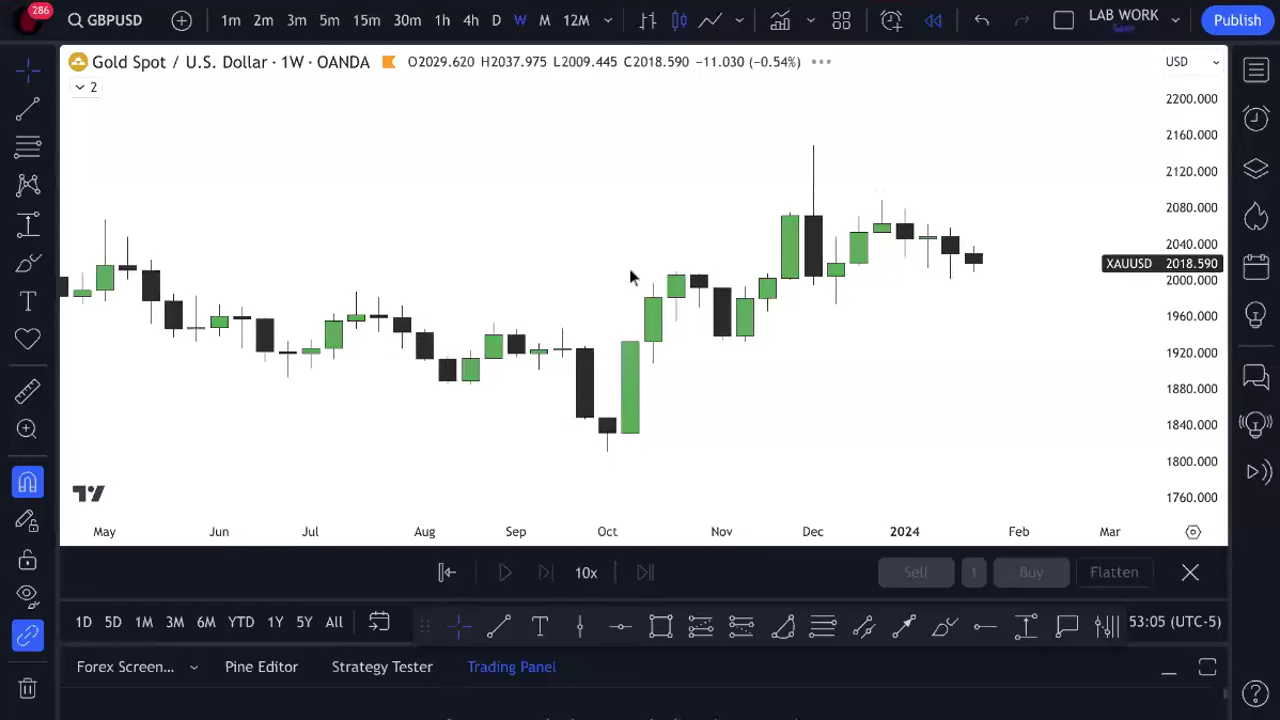 286
GBPUSD
1m 2m 3m 5m 15m 30m 1h 4h D W M 12M
LAB WORK
Save
Publish
Gold Spot / U.S. Dollar · 1W · OANDA O2029.620 H2037.975 L2009.445 C2018.590 −11.030 (−0.54%)
USD
2
2200.000
2160.000
2120.000
2080.000
2040.000
XAUUSD 2018.590
2000.000
1960.000
1920.000
1880.000
1840.000
1800.000
1760.000
May Jun Jul Aug Sep Oct Nov Dec 2024 Feb Mar
10x
Sell 1 Buy Flatten
1D 5D 1M 3M 6M YTD 1Y 5Y All
53:05 (UTC-5)
Forex Screen... Pine Editor Strategy Tester Trading Panel